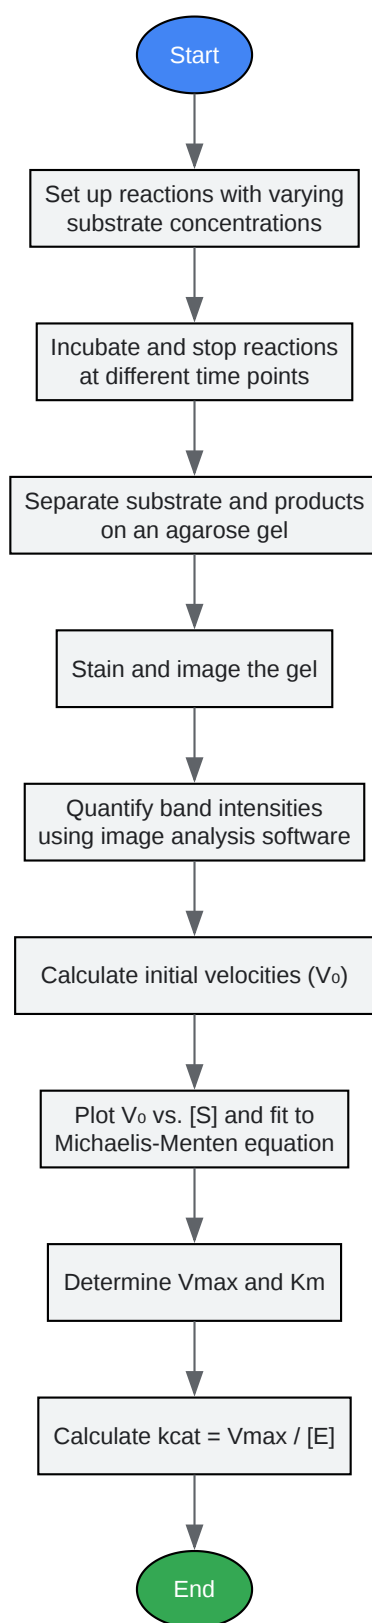 Start
Set up reactions with varying
substrate concentrations
Incubate and stop reactions
at different time points
Separate substrate and products
on an agarose gel
Stain and image the gel
Quantify band intensities
using image analysis software
Calculate initial velocities (V₀)
Plot V₀ vs. [S] and fit to
Michaelis-Menten equation
Determine Vmax and Km
Calculate kcat = Vmax / [E]
End